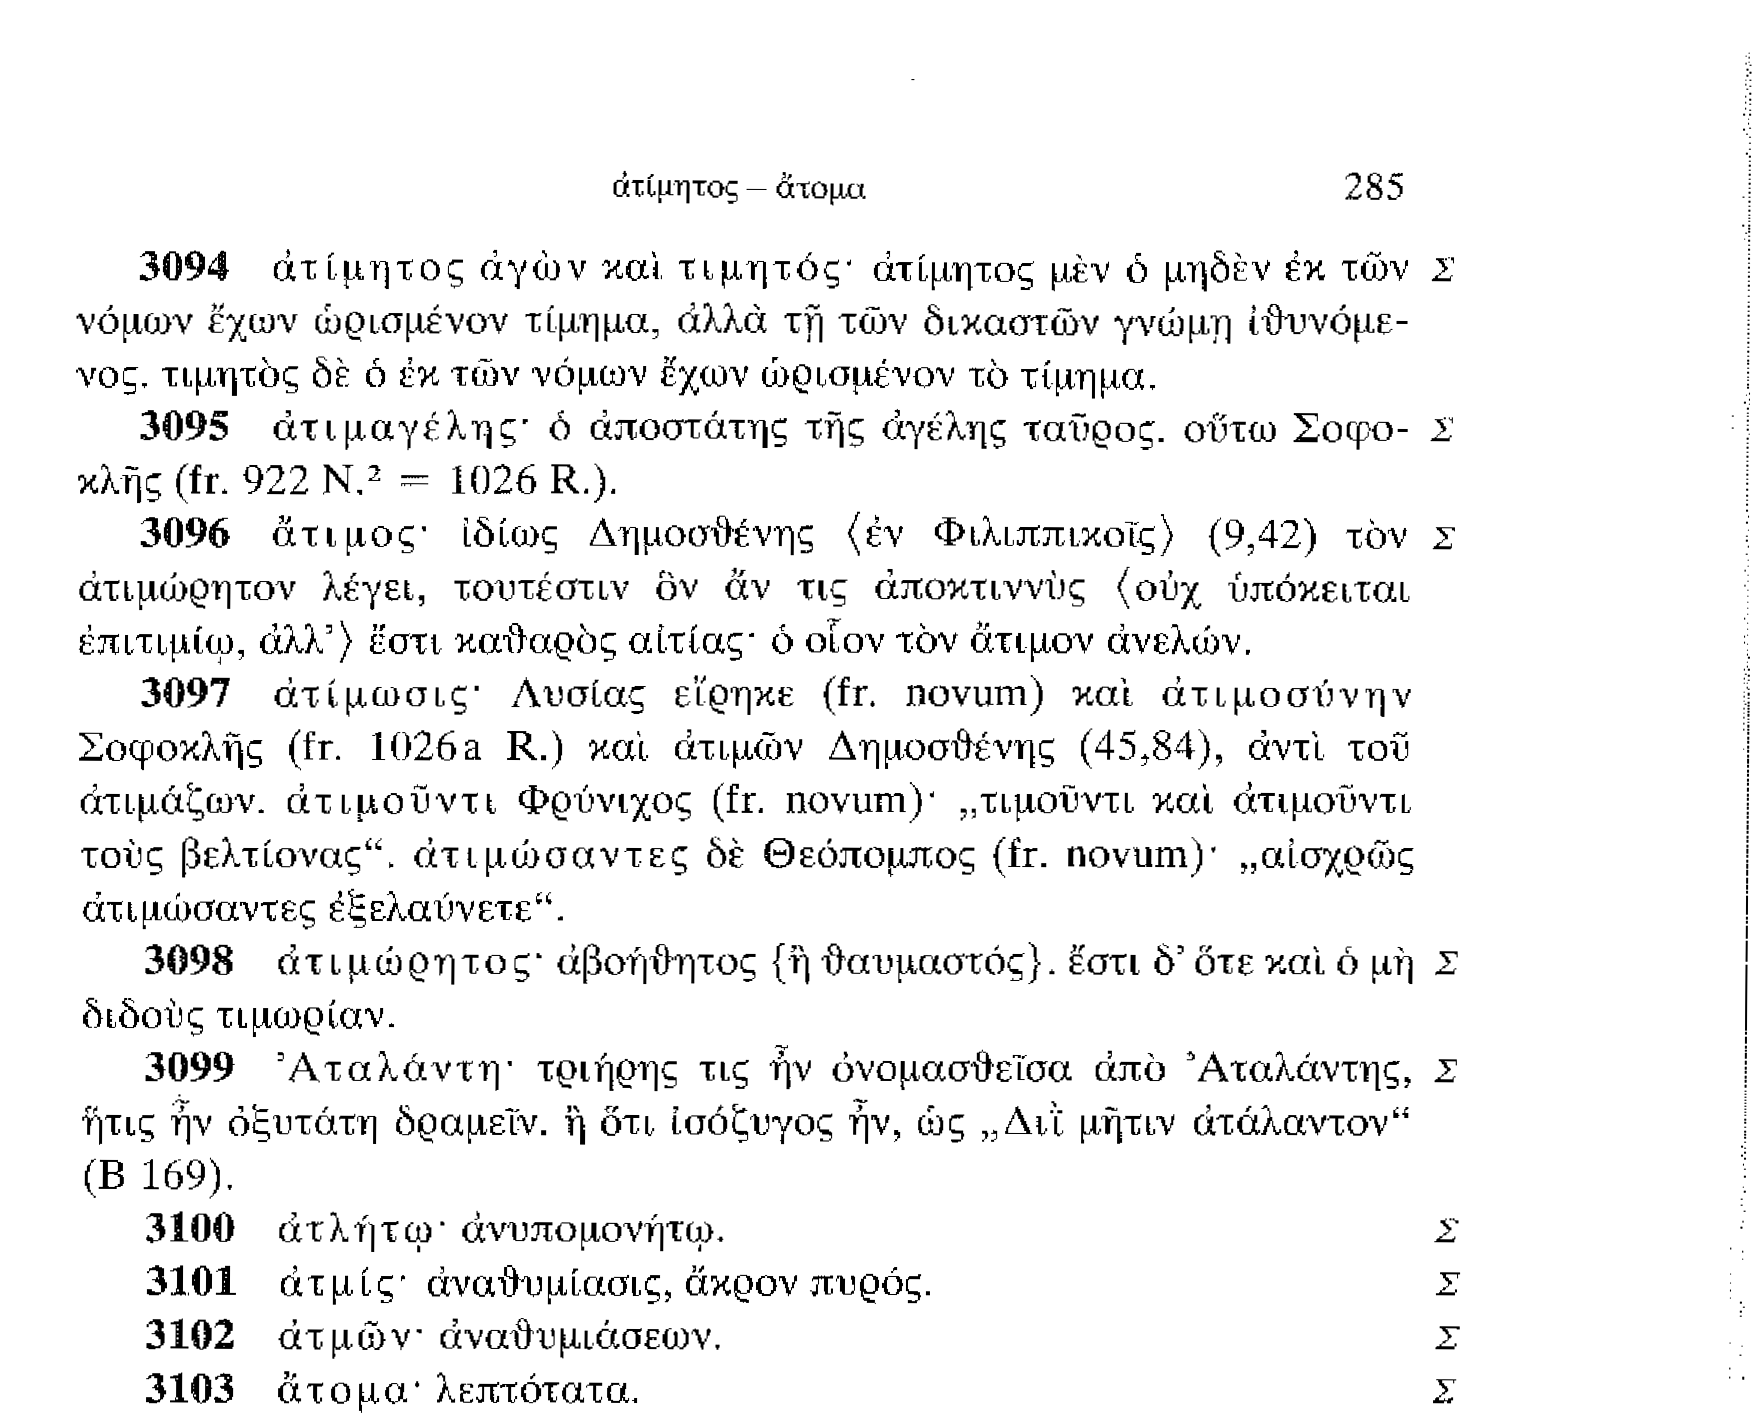 ἀτίμητος – ἄτομα 285
3094 ἀτίμητος ἀγὼν καὶ τιμητός· ἀτίμητος μὲν ὁ μηδὲν ἐκ τῶν Σ
νόμων ἔχων ὡρισμένον τίμημα, ἀλλὰ τῇ τῶν δικαστῶν γνώμῃ ἰθυνόμε-
νος. τιμητὸς δὲ ὁ ἐκ τῶν νόμων ἔχων ὡρισμένον τὸ τίμημα.
3095 ἀτιμαγέλης· ὁ ἀποστάτης τῆς ἀγέλης ταῦρος. οὕτω Σοφο- Σ
κλῆς (fr. 922 N.² = 1026 R.).
3096 ἄτιμος· ἰδίως Δημοσθένης ⟨ἐν Φιλιππικοῖς⟩ (9,42) τὸν Σ
ἀτιμώρητον λέγει, τουτέστιν ὃν ἄν τις ἀποκτιννὺς ⟨οὐχ ὑπόκειται
ἐπιτιμίῳ, ἀλλ’⟩ ἔστι καθαρὸς αἰτίας· ὁ οἷον τὸν ἄτιμον ἀνελών.
3097 ἀτίμωσις· Λυσίας εἴρηκε (fr. novum) καὶ ἀτιμοσύνην
Σοφοκλῆς (fr. 1026a R.) καὶ ἀτιμῶν Δημοσθένης (45,84), ἀντὶ τοῦ
ἀτιμάζων. ἀτιμοῦντι Φρύνιχος (fr. novum)· „τιμοῦντι καὶ ἀτιμοῦντι
τοὺς βελτίονας“. ἀτιμώσαντες δὲ Θεόπομπος (fr. novum)· „αἰσχρῶς
ἀτιμώσαντες ἐξελαύνετε“.
3098 ἀτιμώρητος· ἀβοήθητος {ἢ θαυμαστός}. ἔστι δ’ ὅτε καὶ ὁ μὴ Σ
διδοὺς τιμωρίαν.
3099 Ἀταλάντη· τριήρης τις ἦν ὀνομασθεῖσα ἀπὸ Ἀταλάντης, Σ
ἥτις ἦν ὀξυτάτη δραμεῖν. ἢ ὅτι ἰσόζυγος ἦν, ὡς „Διῒ μῆτιν ἀτάλαντον“
(B 169).
3100 ἀτλήτῳ· ἀνυπομονήτῳ. Σ
3101 ἀτμίς· ἀναθυμίασις, ἄκρον πυρός. Σ
3102 ἀτμῶν· ἀναθυμιάσεων. Σ
3103 ἄτομα· λεπτότατα. Σ